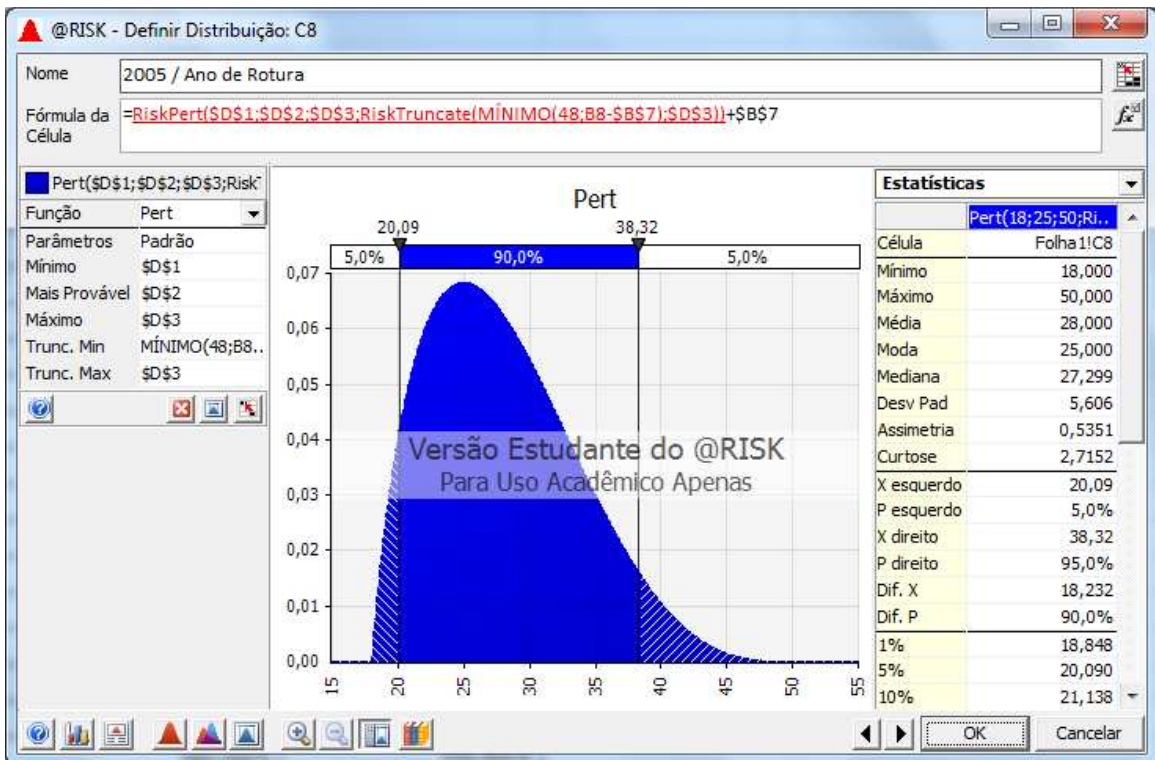 @RISK - Definir Distribuição: C8
Nome 2005 / Ano de Rotura
Fórmula da Célula =RiskPert($D$1;$D$2;$D$3;RiskTruncate(MÍNIMO(48;B8-$B$7);$D$3))+$B$7
Pert($D$1;$D$2;$D$3;Risk
Função Pert
Parâmetros Padrão
Mínimo $D$1
Mais Provável $D$2
Máximo $D$3
Trunc. Min MÍNIMO(48;B8..
Trunc. Max $D$3
Pert
20,09 38,32
5,0% 90,0% 5,0%
0,07
0,06
0,05
0,04
0,03
0,02
0,01
0,00
Versão Estudante do @RISK
Para Uso Acadêmico Apenas
15 20 25 30 35 40 45 50 55
Estatísticas
Pert(18;25;50;Ri..
Célula Folha1!C8
Mínimo 18,000
Máximo 50,000
Média 28,000
Moda 25,000
Mediana 27,299
Desv Pad 5,606
Assimetria 0,5351
Curtose 2,7152
X esquerdo 20,09
P esquerdo 5,0%
X direito 38,32
P direito 95,0%
Dif. X 18,232
Dif. P 90,0%
1% 18,848
5% 20,090
10% 21,138
OK Cancelar